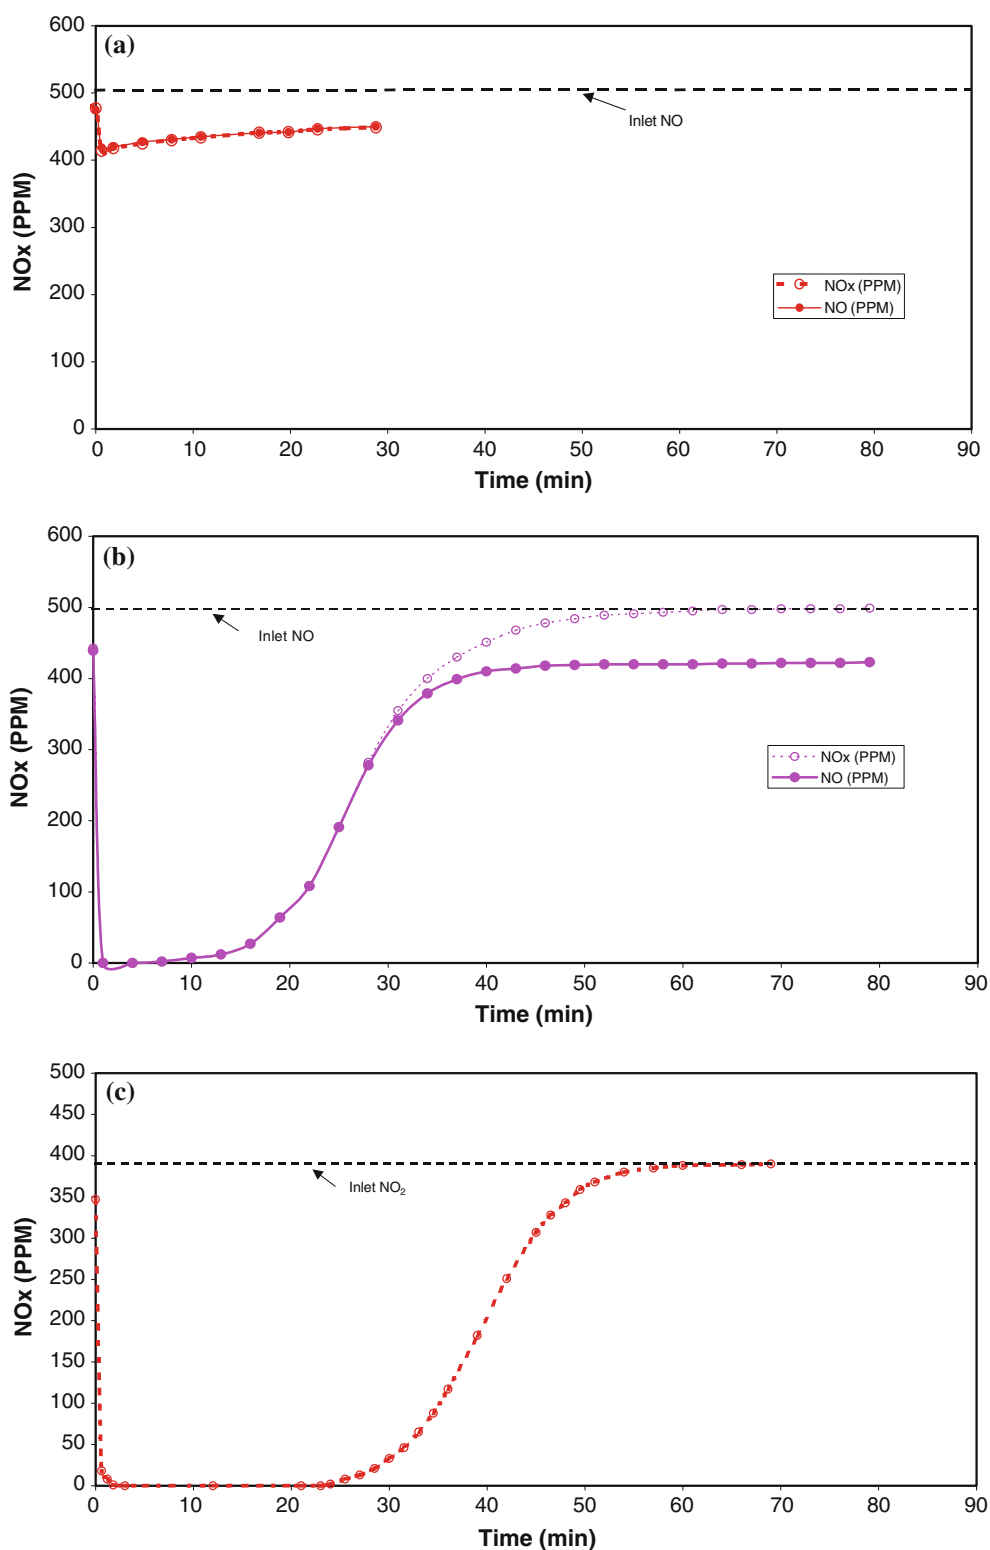 (a)
600
500
400
300
200
100
0
NOx (PPM)
Inlet NO
NOx (PPM)
NO (PPM)
0 10 20 30 40 50 60 70 80 90
Time (min)
(b)
600
500
400
300
200
100
0
NOx (PPM)
Inlet NO
NOx (PPM)
NO (PPM)
0 10 20 30 40 50 60 70 80 90
Time (min)
(c)
500
450
400
350
300
250
200
150
100
50
0
NOx (PPM)
Inlet NO₂
0 10 20 30 40 50 60 70 80 90
Time (min)